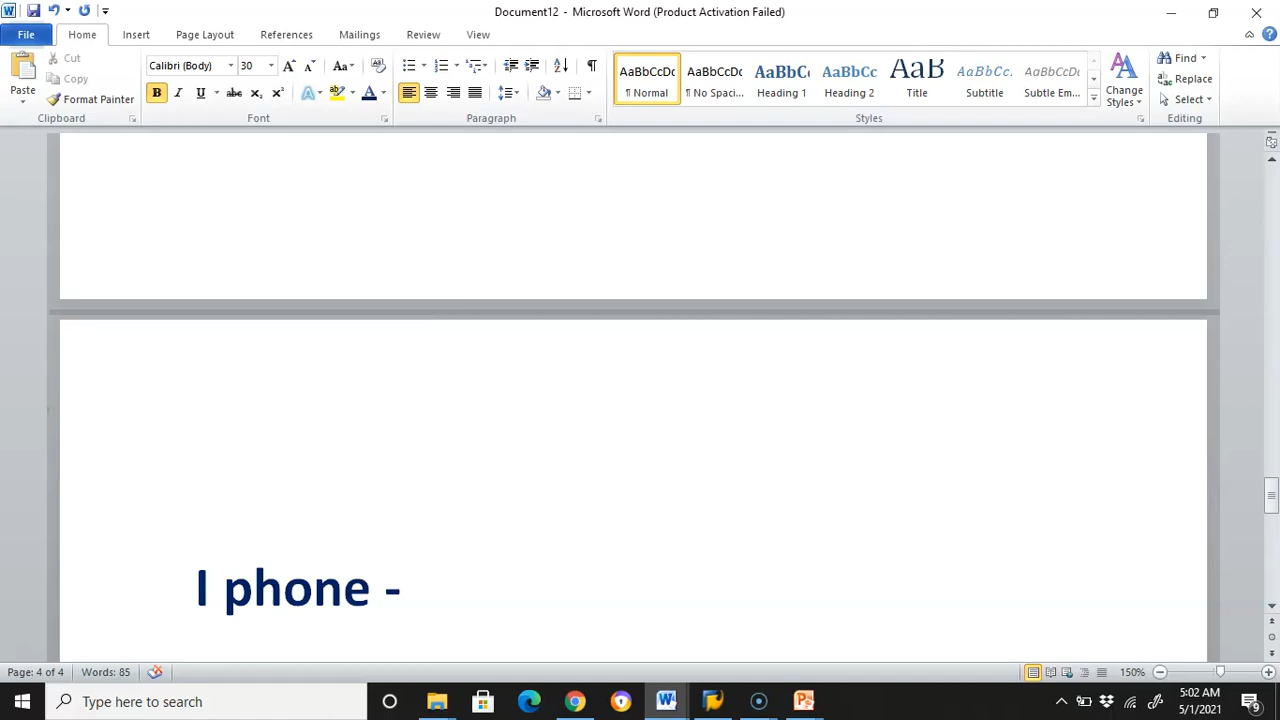 Document12 - Microsoft Word (Product Activation Failed)
File Home Insert Page Layout References Mailings Review View
Paste
Cut
Copy
Format Painter
Clipboard
Calibri (Body) 30
Font
Paragraph
AaBbCcDc AaBbCcDc AaBbC AaBbCc AaB AaBbCc. AaBbCcDc
¶ Normal ¶ No Spaci... Heading 1 Heading 2 Title Subtitle Subtle Em...
Change Styles
Styles
Find
Replace
Select
Editing
I phone -
Page: 4 of 4 Words: 85 150%
Type here to search
5:02 AM
5/1/2021
9